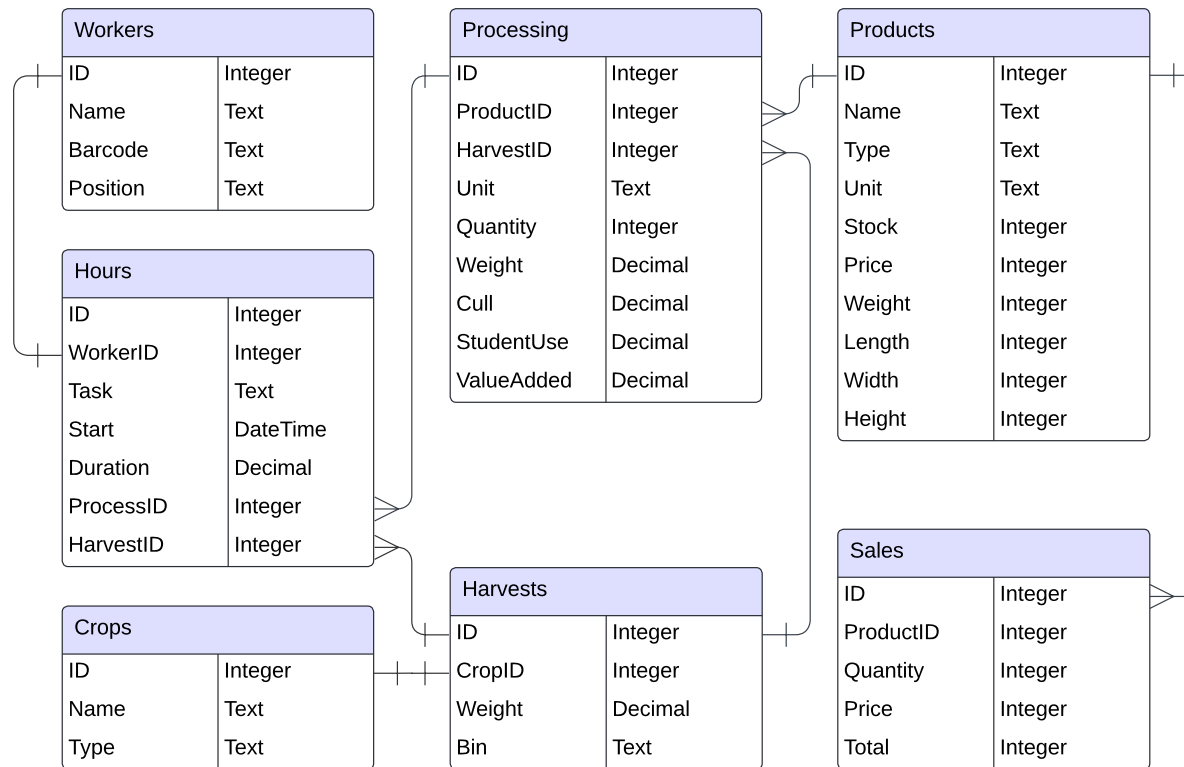 Workers
ID Integer
Name Text
Barcode Text
Position Text
Hours
ID Integer
WorkerID Integer
Task Text
Start DateTime
Duration Decimal
ProcessID Integer
HarvestID Integer
Crops
ID Integer
Name Text
Type Text
Processing
ID Integer
ProductID Integer
HarvestID Integer
Unit Text
Quantity Integer
Weight Decimal
Cull Decimal
StudentUse Decimal
ValueAdded Decimal
Harvests
ID Integer
CropID Integer
Weight Decimal
Bin Text
Products
ID Integer
Name Text
Type Text
Unit Text
Stock Integer
Price Integer
Weight Integer
Length Integer
Width Integer
Height Integer
Sales
ID Integer
ProductID Integer
Quantity Integer
Price Integer
Total Integer